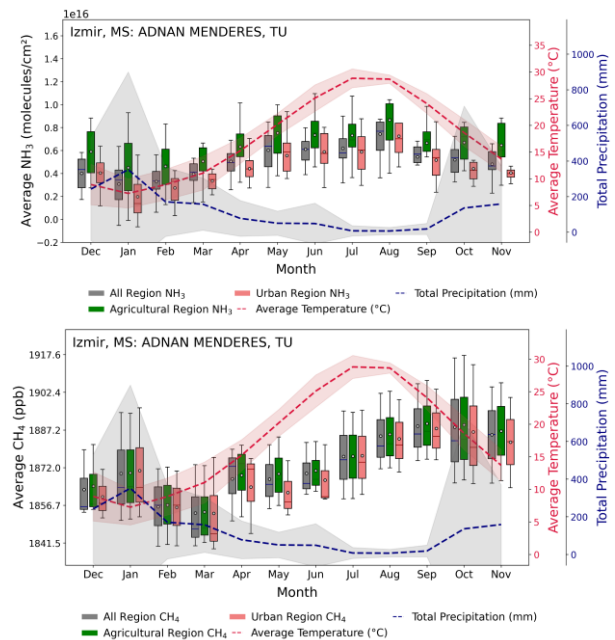 1e16
Izmir, MS: ADNAN MENDERES, TU
1.6
1.4
1.2
1.0
0.8
0.6
0.4
0.2
0.0
−0.2
Average NH₃ (molecules/cm²)
35
30
25
20
15
10
5
0
Average Temperature (°C)
1000
800
600
400
200
0
Total Precipitation (mm)
Dec Jan Feb Mar Apr May Jun Jul Aug Sep Oct Nov
Month
All Region NH₃
Agricultural Region NH₃
Urban Region NH₃
Average Temperature (°C)
Total Precipitation (mm)
Izmir, MS: ADNAN MENDERES, TU
1917.6
1902.4
1887.2
1872.0
1856.7
1841.5
Average CH₄ (ppb)
30
25
20
15
10
5
0
Average Temperature (°C)
1000
800
600
400
200
0
Total Precipitation (mm)
Dec Jan Feb Mar Apr May Jun Jul Aug Sep Oct Nov
Month
All Region CH₄
Agricultural Region CH₄
Urban Region CH₄
Average Temperature (°C)
Total Precipitation (mm)